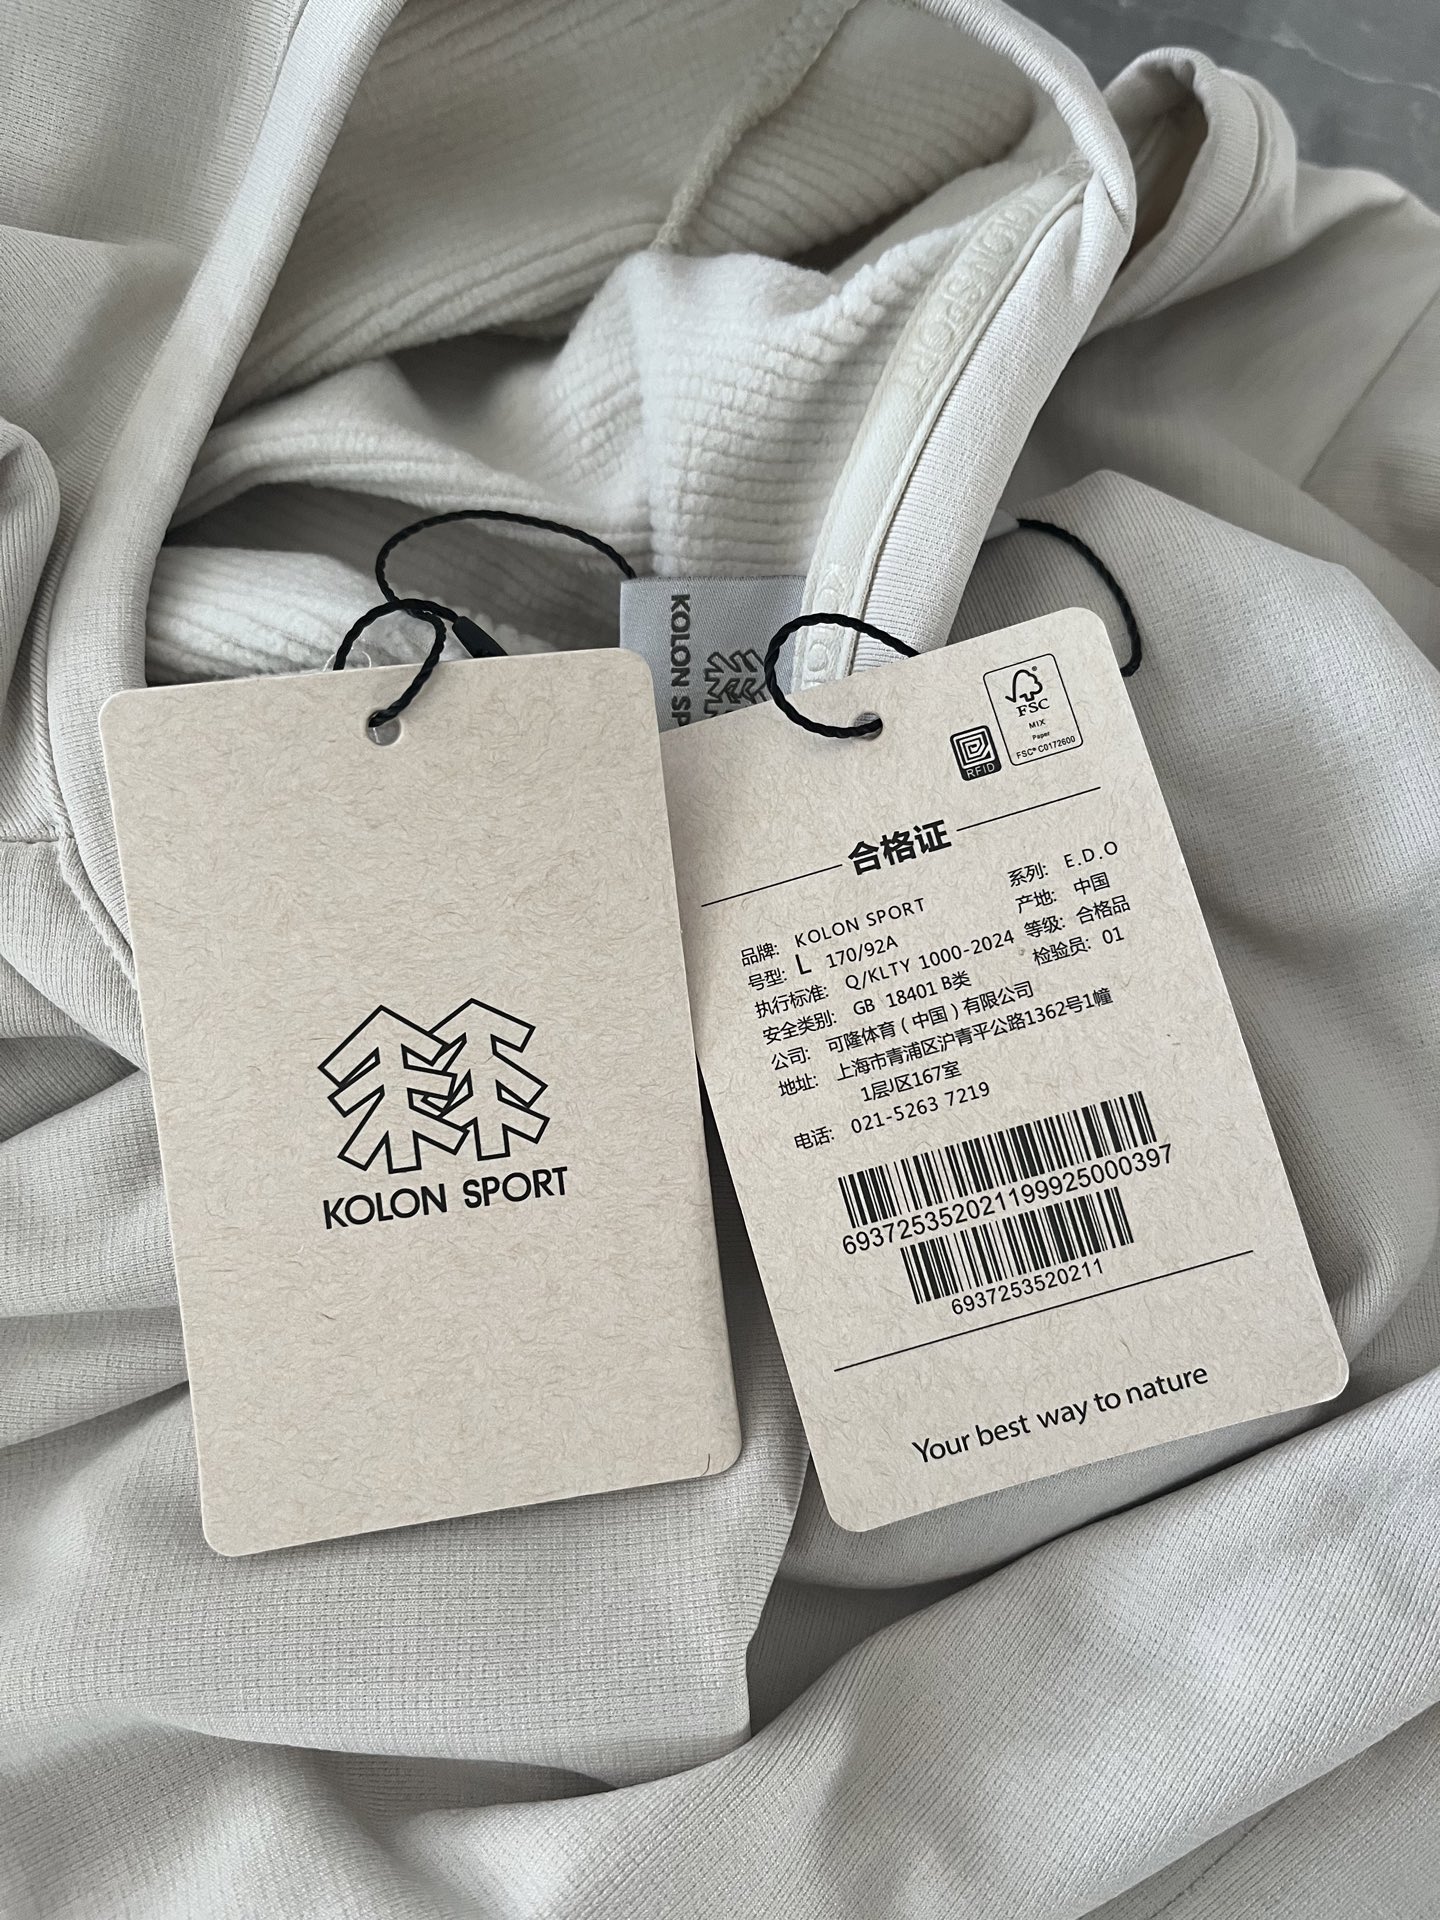 KOLON SPORT
KOLON SP
FSC
MIX
Paper
FSC® C0172600
RFID
合格证
品牌: KOLON SPORT
系列: E.D.O
号型: L 170/92A
产地: 中国
执行标准: Q/KLTY 1000-2024
等级: 合格品
安全类别: GB 18401 B类
检验员: 01
公司: 可隆体育(中国)有限公司
地址: 上海市青浦区沪青平公路1362号1幢
1层J区167室
电话: 021-5263 7219
693725352021199925000397
6937253520211
Your best way to nature